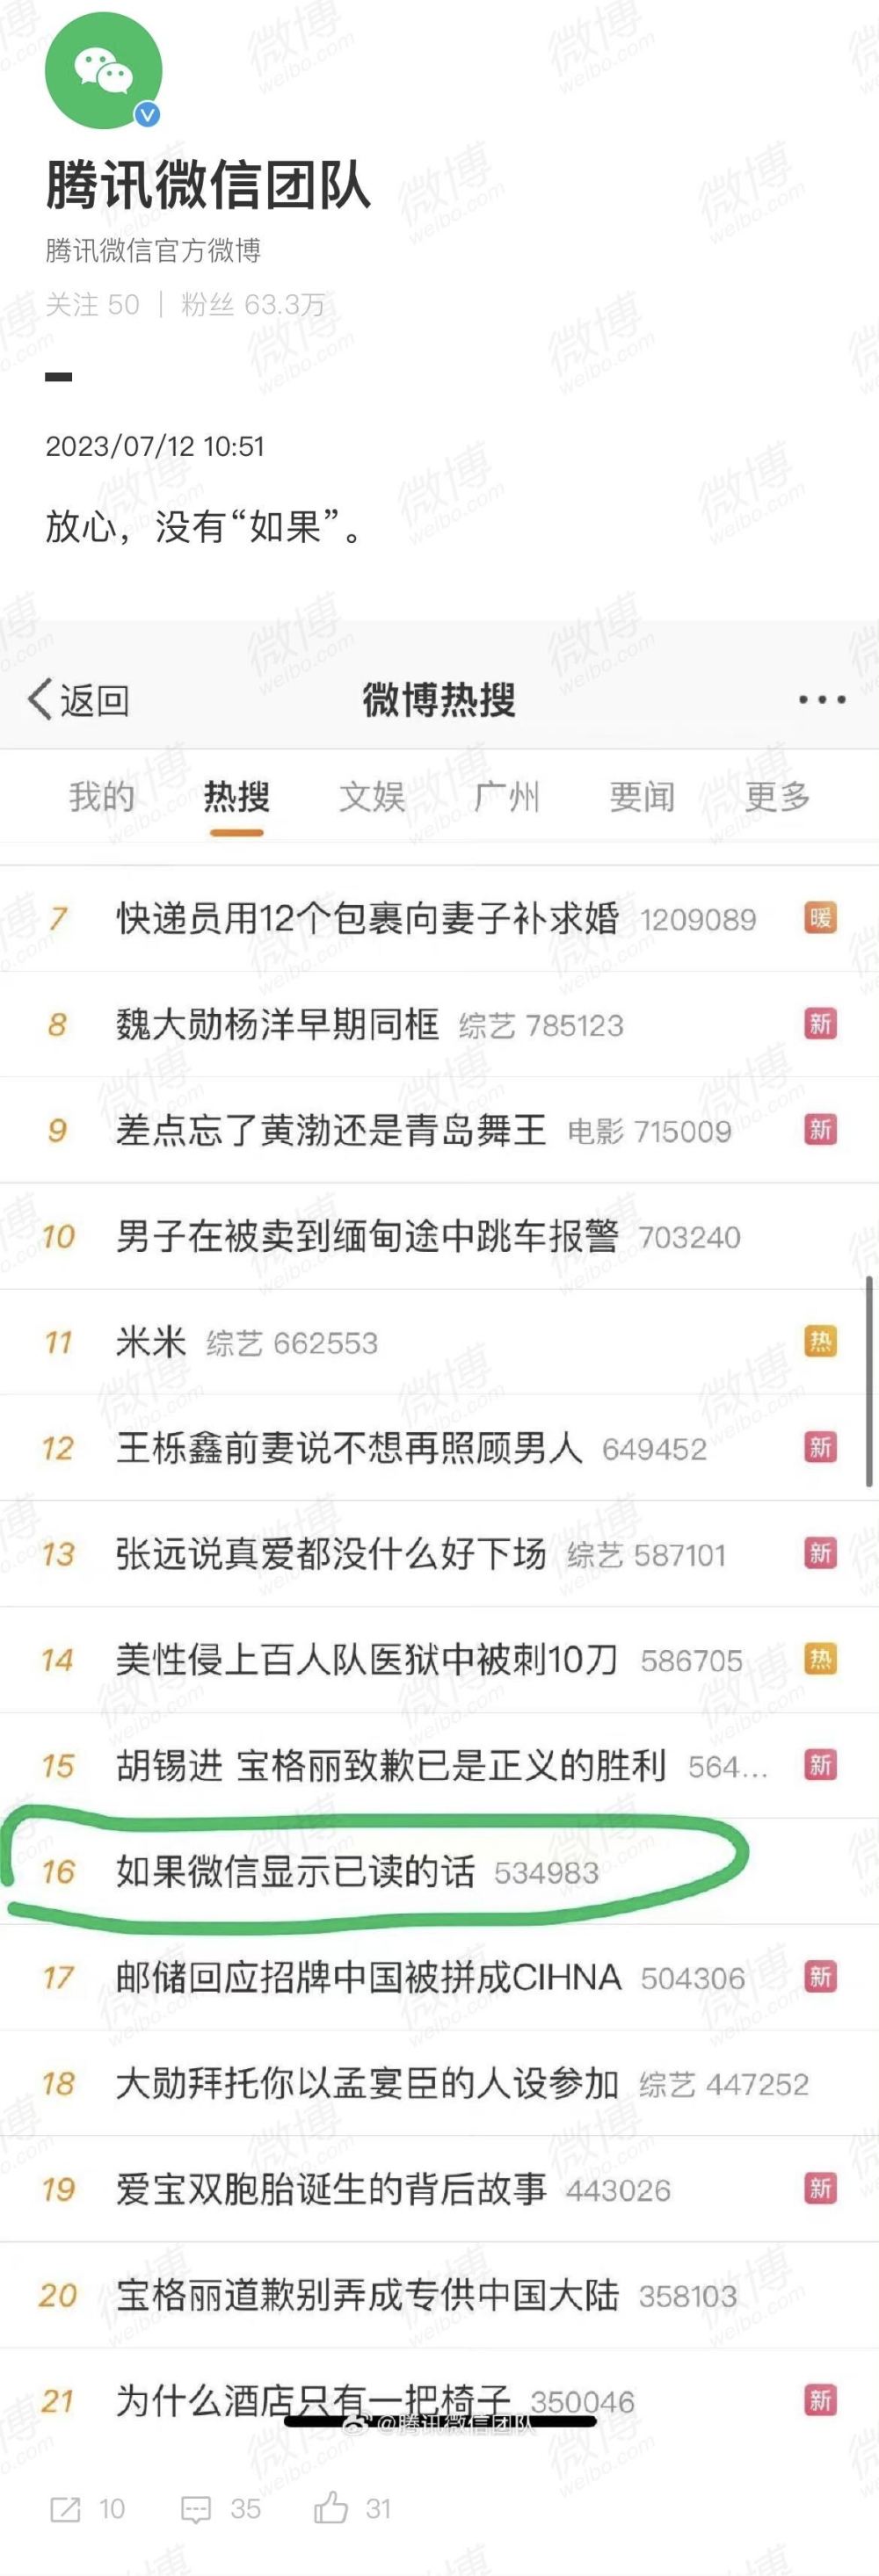 腾讯微信团队
腾讯微信官方微博
关注 50 | 粉丝 63.3万
2023/07/12 10:51
放心，没有“如果”。
返回 微博热搜 ···
我的 热搜 文娱 广州 要闻 更多
7 快递员用12个包裹向妻子补求婚 1209089 暖
8 魏大勋杨洋早期同框 综艺 785123 新
9 差点忘了黄渤还是青岛舞王 电影 715009 新
10 男子在被卖到缅甸途中跳车报警 703240
11 米米 综艺 662553 热
12 王栎鑫前妻说不想再照顾男人 649452 新
13 张远说真爱都没什么好下场 综艺 587101 新
14 美性侵上百人队医狱中被刺10刀 586705 热
15 胡锡进 宝格丽致歉已是正义的胜利 564... 新
16 如果微信显示已读的话 534983
17 邮储回应招牌中国被拼成CIHNA 504306 新
18 大勋拜托你以孟宴臣的人设参加 综艺 447252
19 爱宝双胞胎诞生的背后故事 443026 新
20 宝格丽道歉别弄成专供中国大陆 358103
21 为什么酒店只有一把椅子 350046 新
@腾讯微信团队
10 35 31
微博
weibo.com